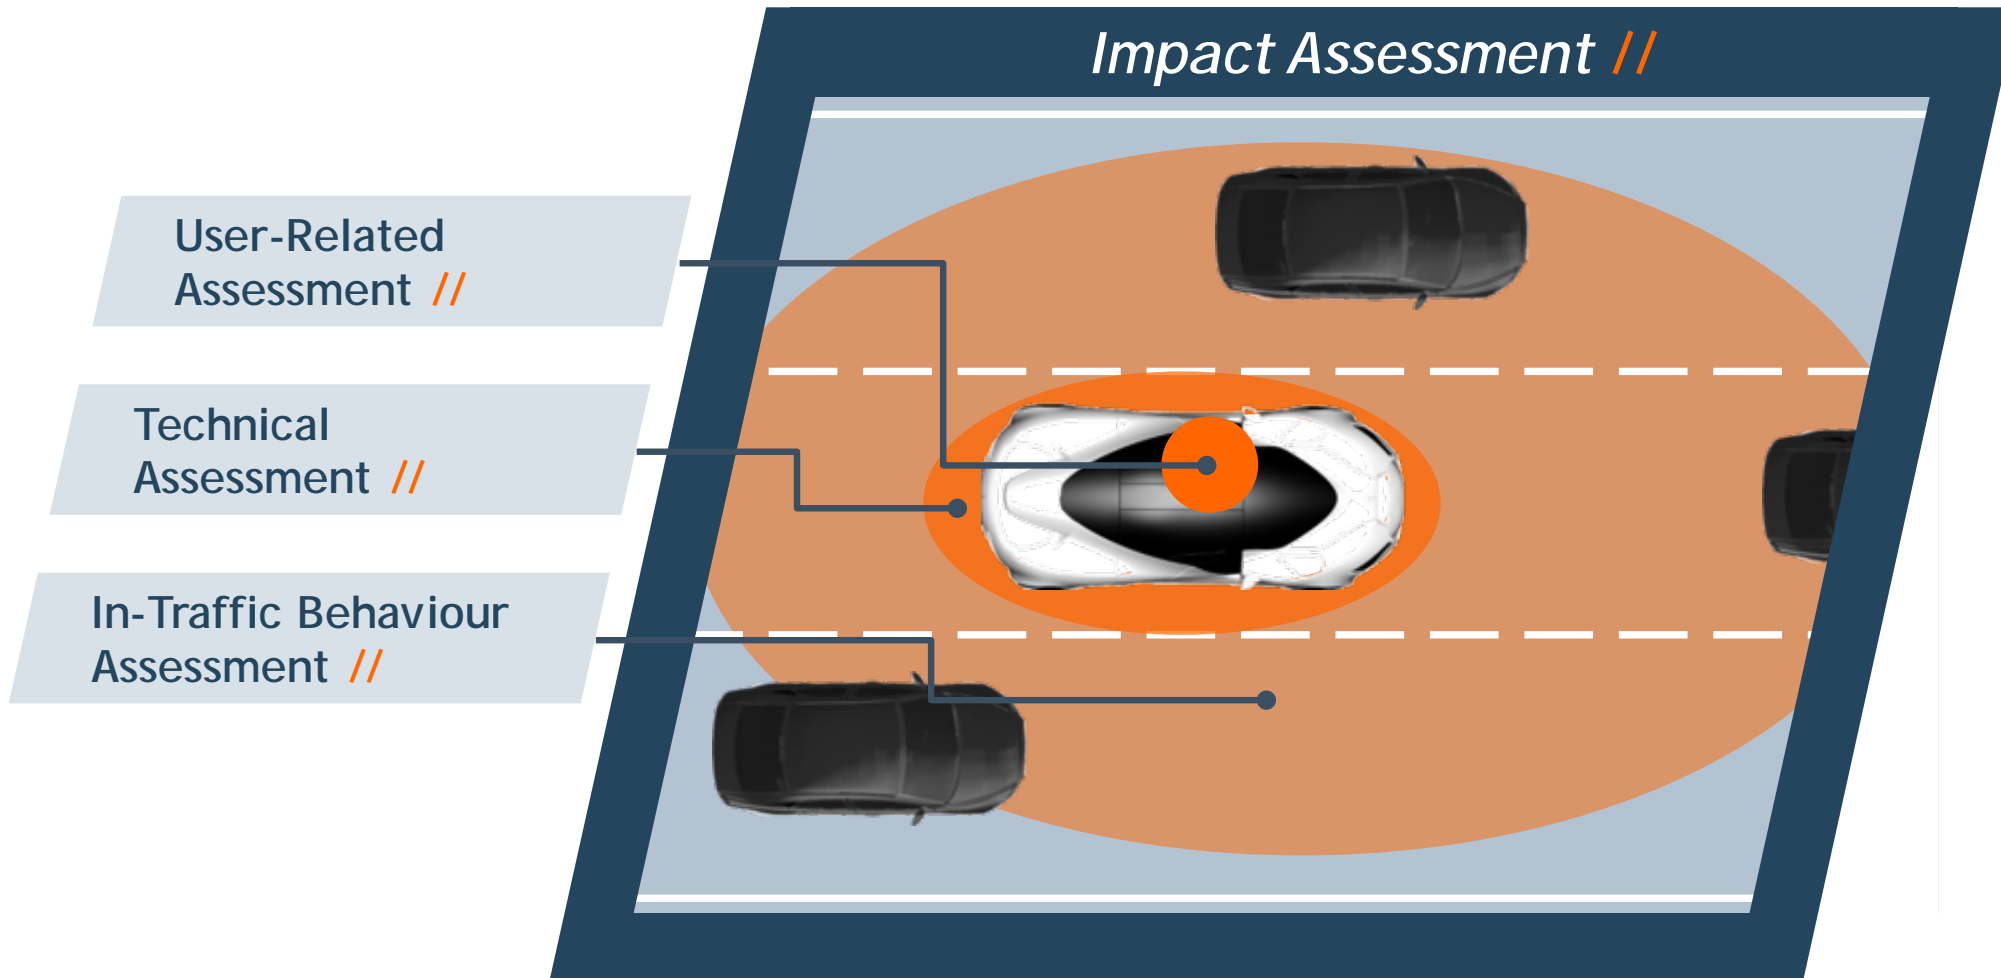 Impact Assessment //
User-Related
Assessment //
Technical
Assessment //
In-Traffic Behaviour
Assessment //